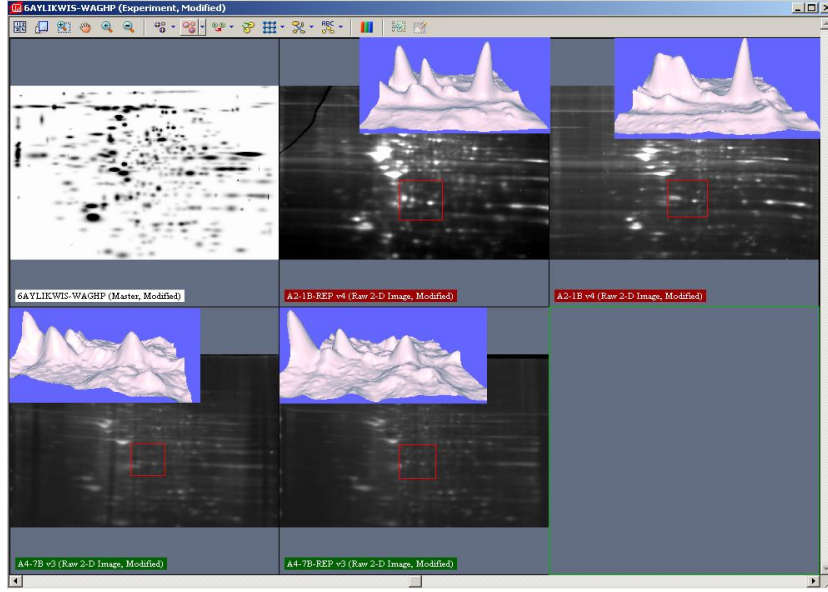 6AYLIKWIS-WAGHP (Experiment, Modified)
ABC
6AYLIKWIS-WAGHP (Master, Modified)
A2-1B-REP v4 (Raw 2-D Image, Modified)
A2-1B v4 (Raw 2-D Image, Modified)
A4-7B v3 (Raw 2-D Image, Modified)
A4-7B-REP v3 (Raw 2-D Image, Modified)